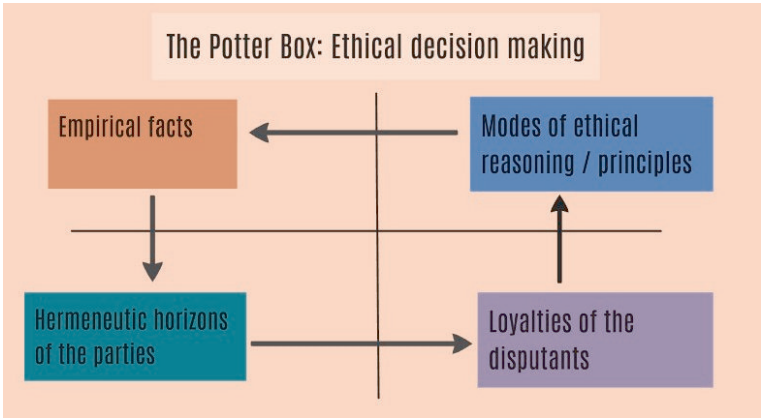 The Potter Box: Ethical decision making
Empirical facts
Modes of ethical
reasoning / principles
Hermeneutic horizons
of the parties
Loyalties of the
disputants